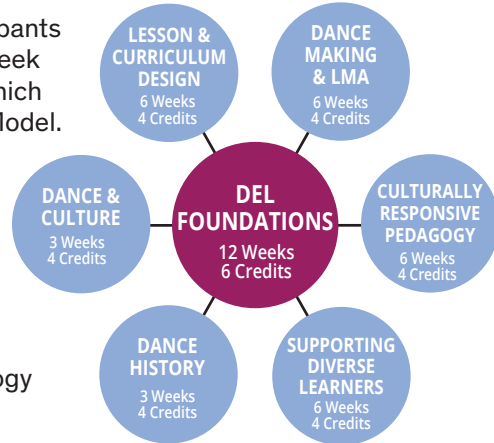 pants
eek
hich
Model.
LESSON &
CURRICULUM
DESIGN
6 Weeks
4 Credits
DANCE
MAKING
& LMA
6 Weeks
4 Credits
DANCE &
CULTURE
3 Weeks
4 Credits
DEL
FOUNDATIONS
12 Weeks
6 Credits
CULTURALLY
RESPONSIVE
PEDAGOGY
6 Weeks
4 Credits
DANCE
HISTORY
3 Weeks
4 Credits
SUPPORTING
DIVERSE
LEARNERS
6 Weeks
4 Credits
ogy